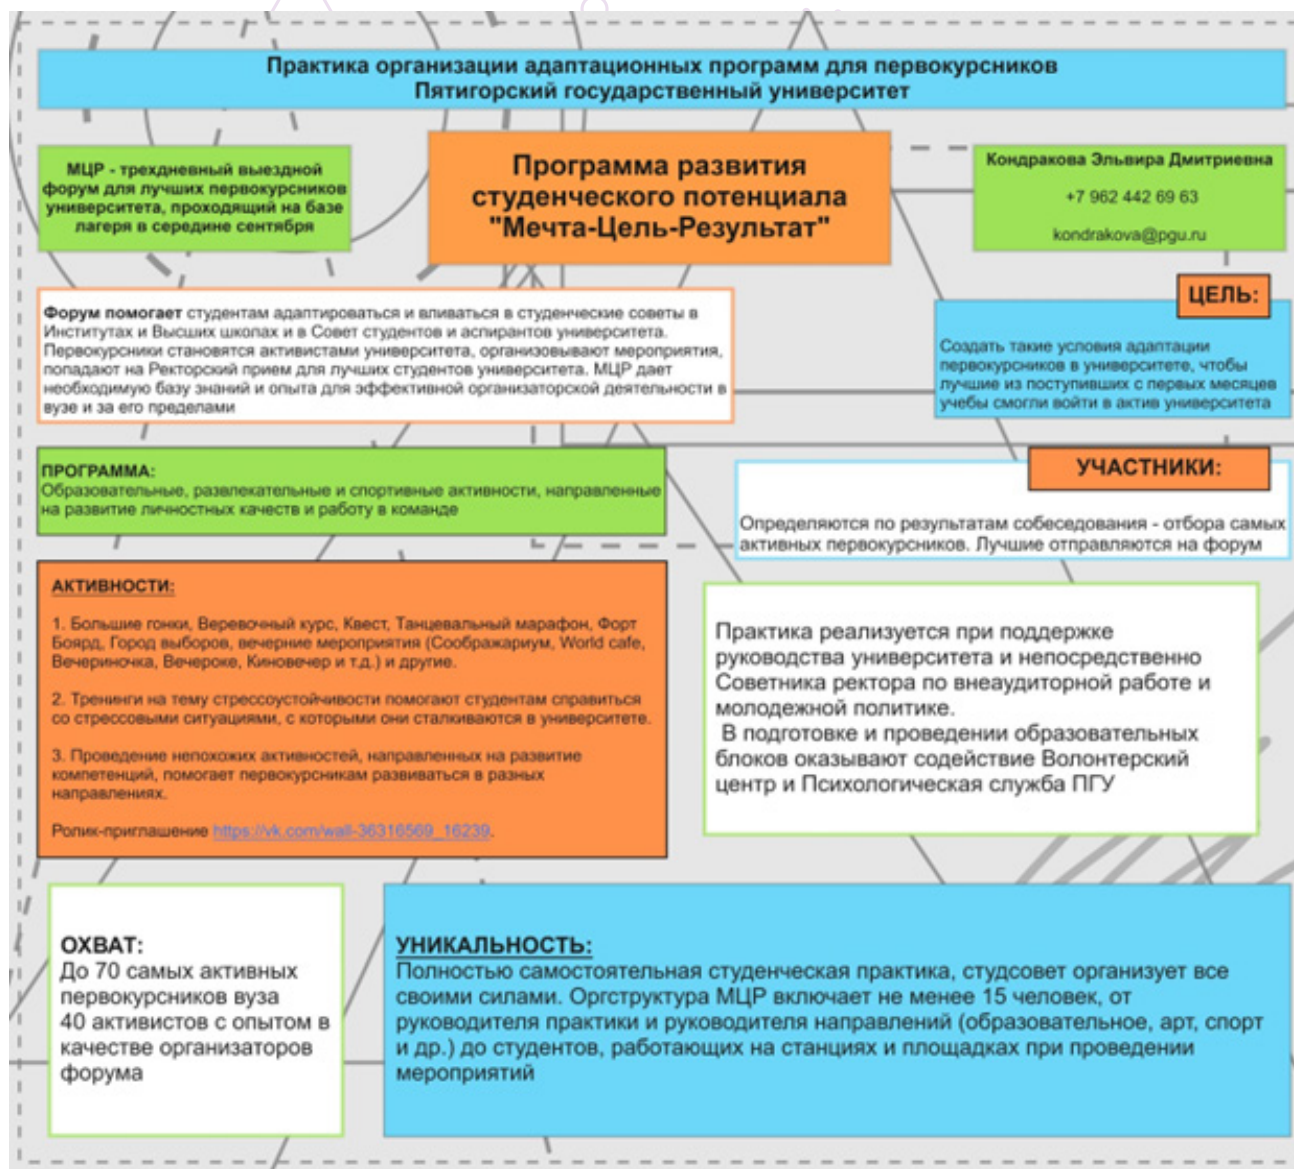 Практика организации адаптационных программ для первокурсников
Пятигорский государственный университет
МЦР - трехдневный выездной
форум для лучших первокурсников
университета, проходящий на базе
лагеря в середине сентября
Программа развития
студенческого потенциала
"Мечта-Цель-Результат"
Кондракова Эльвира Дмитриевна
+7 962 442 69 63
kondrakova@pgu.ru
Форум помогает студентам адаптироваться и вливаться в студенческие советы в
Институтах и Высших школах и в Совет студентов и аспирантов университета.
Первокурсники становятся активистами университета, организовывают мероприятия,
попадают на Ректорский прием для лучших студентов университета. МЦР дает
необходимую базу знаний и опыта для эффективной организаторской деятельности в
вузе и за его пределами
ЦЕЛЬ:
Создать такие условия адаптации
первокурсников в университете, чтобы
лучшие из поступивших с первых месяцев
учебы смогли войти в актив университета
ПРОГРАММА:
Образовательные, развлекательные и спортивные активности, направленные
на развитие личностных качеств и работу в команде
УЧАСТНИКИ:
Определяются по результатам собеседования - отбора самых
активных первокурсников. Лучшие отправляются на форум
АКТИВНОСТИ:
1. Большие гонки, Веревочный курс, Квест, Танцевальный марафон, Форт
Боярд, Город выборов, вечерние мероприятия (Соображариум, World cafe,
Вечериночка, Вечероке, Киновечер и т.д.) и другие.
2. Тренинги на тему стрессоустойчивости помогают студентам справиться
со стрессовыми ситуациями, с которыми они сталкиваются в университете.
3. Проведение непохожих активностей, направленных на развитие
компетенций, помогает первокурсникам развиваться в разных
направлениях.
Ролик-приглашение https://vk.com/wall-36316569_16239.
Практика реализуется при поддержке
руководства университета и непосредственно
Советника ректора по внеаудиторной работе и
молодежной политике.
В подготовке и проведении образовательных
блоков оказывают содействие Волонтерский
центр и Психологическая служба ПГУ
ОХВАТ:
До 70 самых активных
первокурсников вуза
40 активистов с опытом в
качестве организаторов
форума
УНИКАЛЬНОСТЬ:
Полностью самостоятельная студенческая практика, студсовет организует все
своими силами. Оргструктура МЦР включает не менее 15 человек, от
руководителя практики и руководителя направлений (образовательное, арт, спорт
и др.) до студентов, работающих на станциях и площадках при проведении
мероприятий